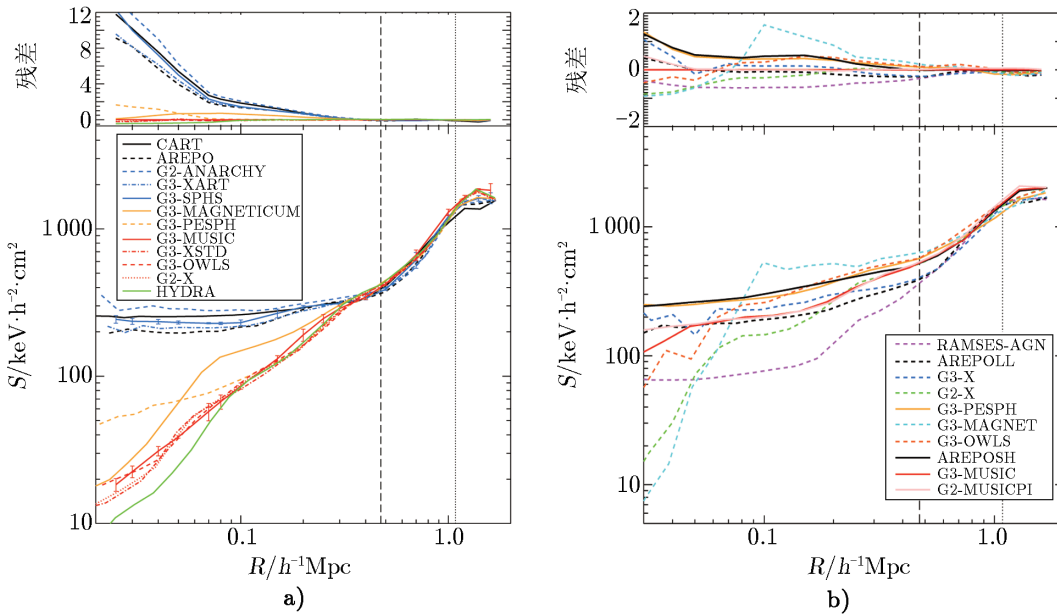 12
8
4
0
残差
CART
AREPO
G2-ANARCHY
G3-XART
G3-SPHS
G3-MAGNETICUM
G3-PESPH
G3-MUSIC
G3-XSTD
G3-OWLS
G2-X
HYDRA
1 000
100
10
S/keV·h⁻²·cm²
0.1
1.0
R/h⁻¹Mpc
a)
2
0
−2
残差
1 000
100
10
S/keV·h⁻²·cm²
RAMSES-AGN
AREPOLL
G3-X
G2-X
G3-PESPH
G3-MAGNET
G3-OWLS
AREPOSH
G3-MUSIC
G2-MUSICPI
0.1
1.0
R/h⁻¹Mpc
b)